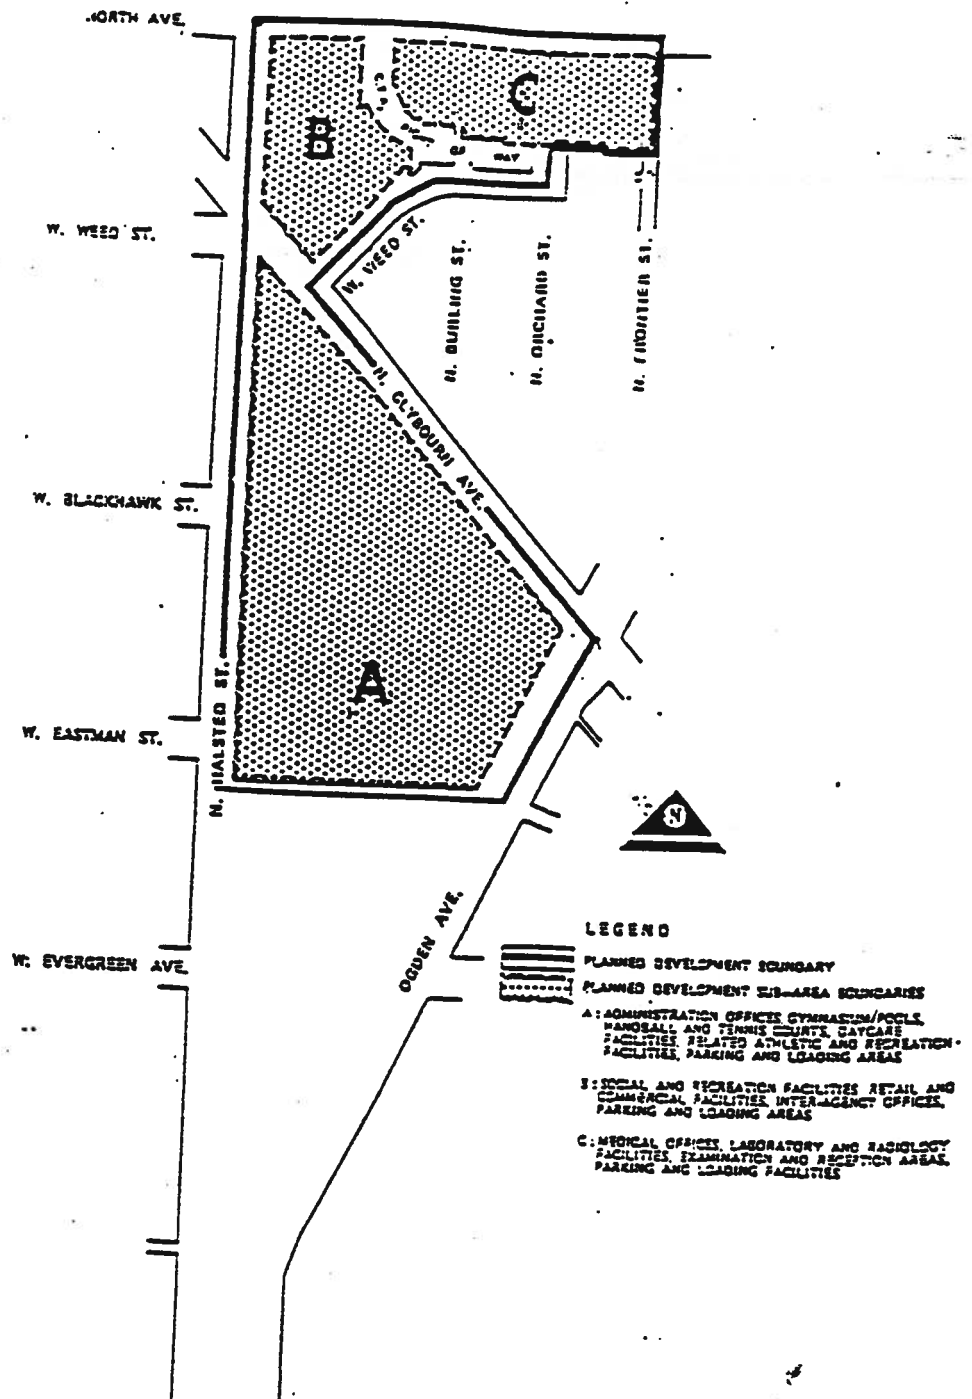 NORTH AVE.
B
C
OF WAY
W. WEED ST.
W. WEED ST.
N. BURLING ST.
N. ORCHARD ST.
N. FRONTIER ST.
N. CLYBOURN AVE.
W. BLACKHAWK ST.
A
N. HALSTED ST.
W. EASTMAN ST.
N
OGDEN AVE.
W. EVERGREEN AVE.
LEGEND
PLANNED DEVELOPMENT BOUNDARY
PLANNED DEVELOPMENT SUB-AREA BOUNDARIES
A: ADMINISTRATION OFFICES, GYMNASIUM/POOLS,
HANDBALL AND TENNIS COURTS, DAYCARE
FACILITIES, RELATED ATHLETIC AND RECREATION
FACILITIES, PARKING AND LOADING AREAS
B: SOCIAL AND RECREATION FACILITIES, RETAIL AND
COMMERCIAL FACILITIES, INTER-AGENCY OFFICES,
PARKING AND LOADING AREAS
C: MEDICAL OFFICES, LABORATORY AND RADIOLOGY
FACILITIES, EXAMINATION AND RECEPTION AREAS,
PARKING AND LOADING FACILITIES